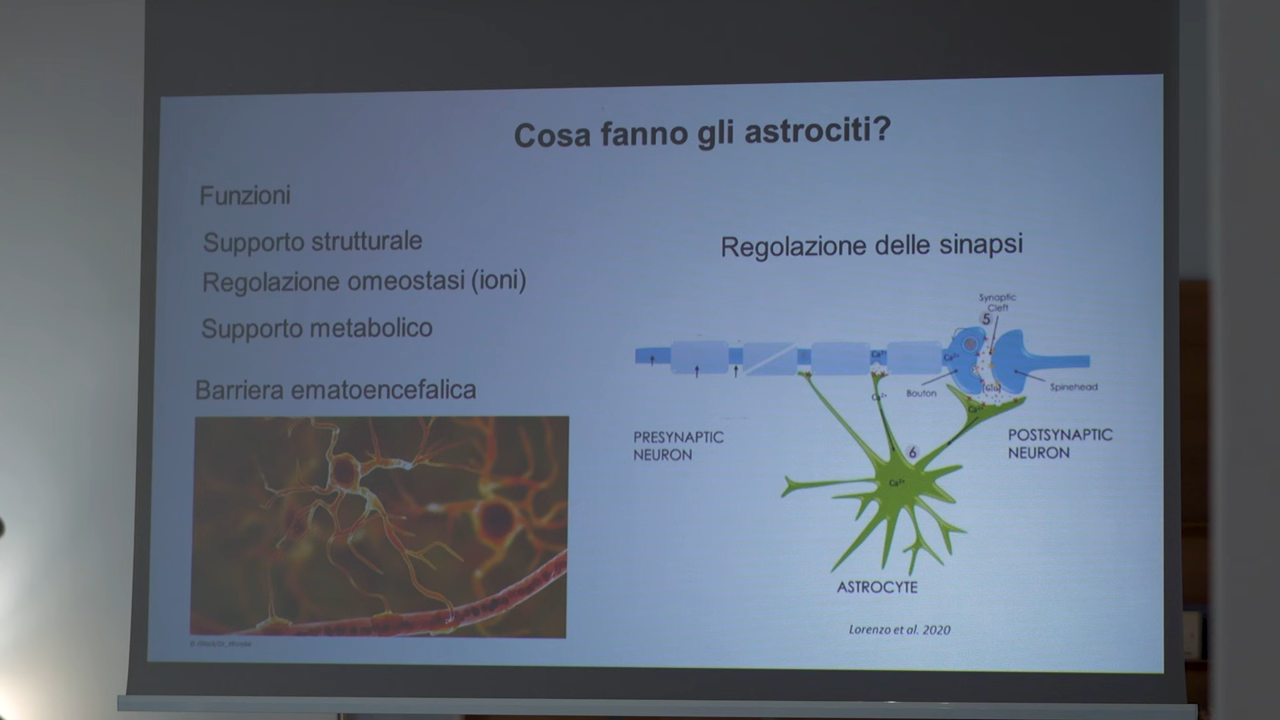 Cosa fanno gli astrociti?
Funzioni
Supporto strutturale
Regolazione omeostasi (ioni)
Supporto metabolico
Barriera ematoencefalica
Regolazione delle sinapsi
Synaptic
Cleft
5
Ca²⁺
Ca²⁺
Ca²⁺
Bouton
Glu
Spinehead
Ca²⁺
PRESYNAPTIC
NEURON
POSTSYNAPTIC
NEURON
6
Ca²⁺
ASTROCYTE
Lorenzo et al. 2020